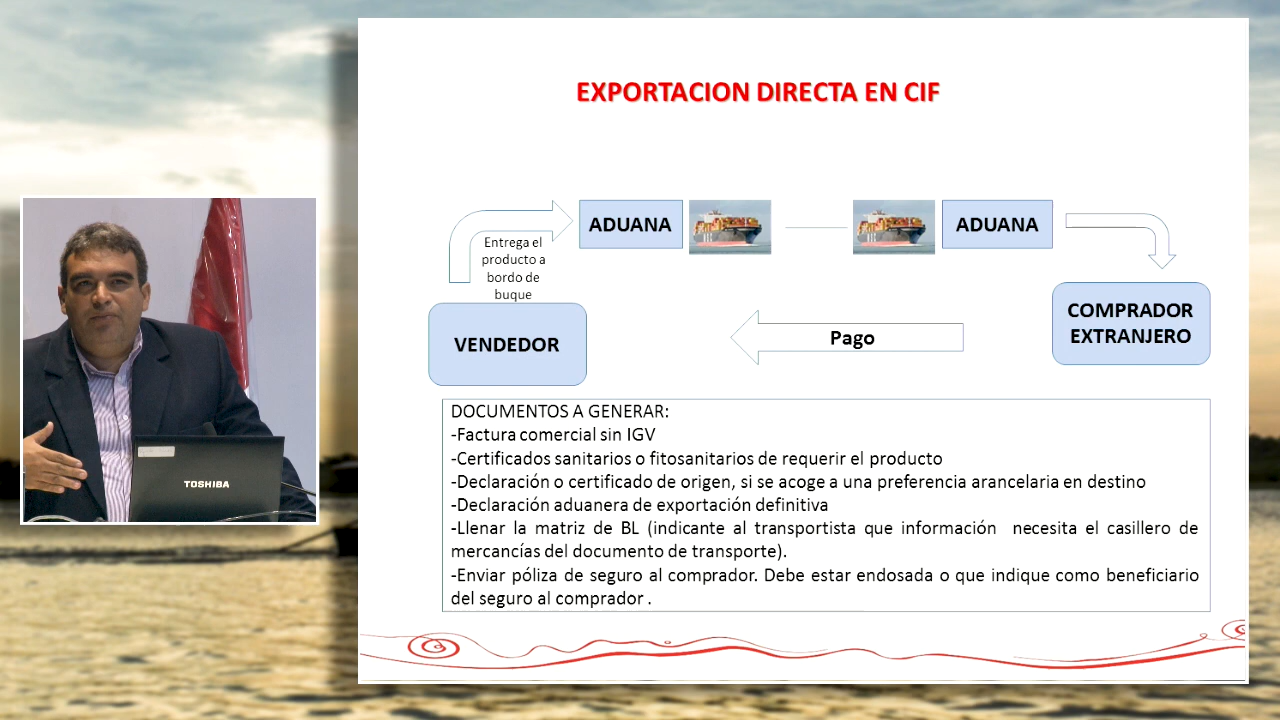 EXPORTACION DIRECTA EN CIF
ADUANA
ADUANA
Entrega el
producto a
bordo de
buque
VENDEDOR
Pago
COMPRADOR
EXTRANJERO
DOCUMENTOS A GENERAR:
-Factura comercial sin IGV
-Certificados sanitarios o fitosanitarios de requerir el producto
-Declaración o certificado de origen, si se acoge a una preferencia arancelaria en destino
-Declaración aduanera de exportación definitiva
-Llenar la matriz de BL (indicante al transportista que información necesita el casillero de
mercancías del documento de transporte).
-Enviar póliza de seguro al comprador. Debe estar endosada o que indique como beneficiario
del seguro al comprador .
TOSHIBA